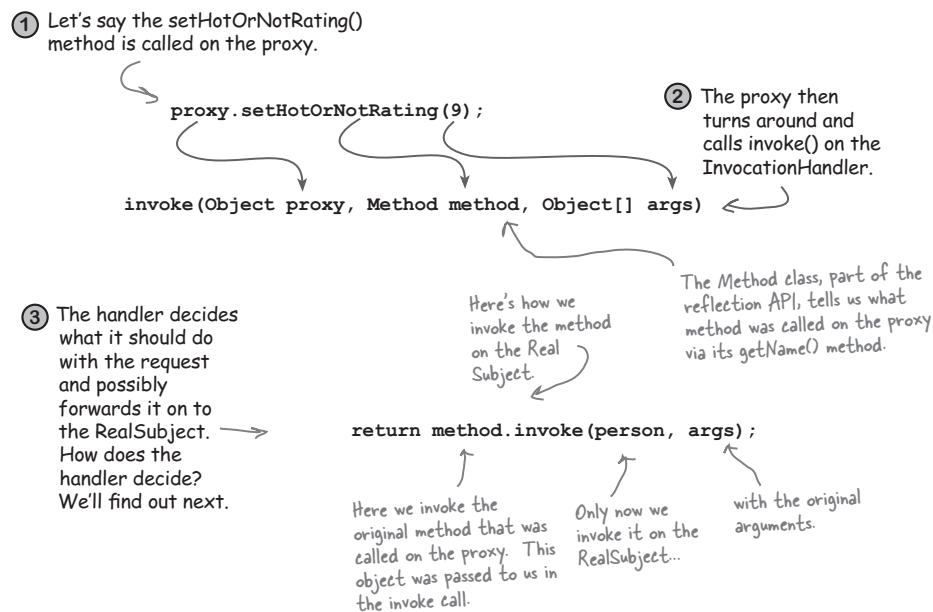 1 Let's say the setHotOrNotRating()
method is called on the proxy.
proxy.setHotOrNotRating(9);
2 The proxy then
turns around and
calls invoke() on the
InvocationHandler.
invoke(Object proxy, Method method, Object[] args)
The Method class, part of the
reflection API, tells us what
method was called on the proxy
via its getName() method.
Here's how we
invoke the method
on the Real
Subject.
3 The handler decides
what it should do
with the request
and possibly
forwards it on to
the RealSubject.
How does the
handler decide?
We'll find out next.
return method.invoke(person, args);
Here we invoke the
original method that was
called on the proxy. This
object was passed to us in
the invoke call.
Only now we
invoke it on the
RealSubject...
with the original
arguments.